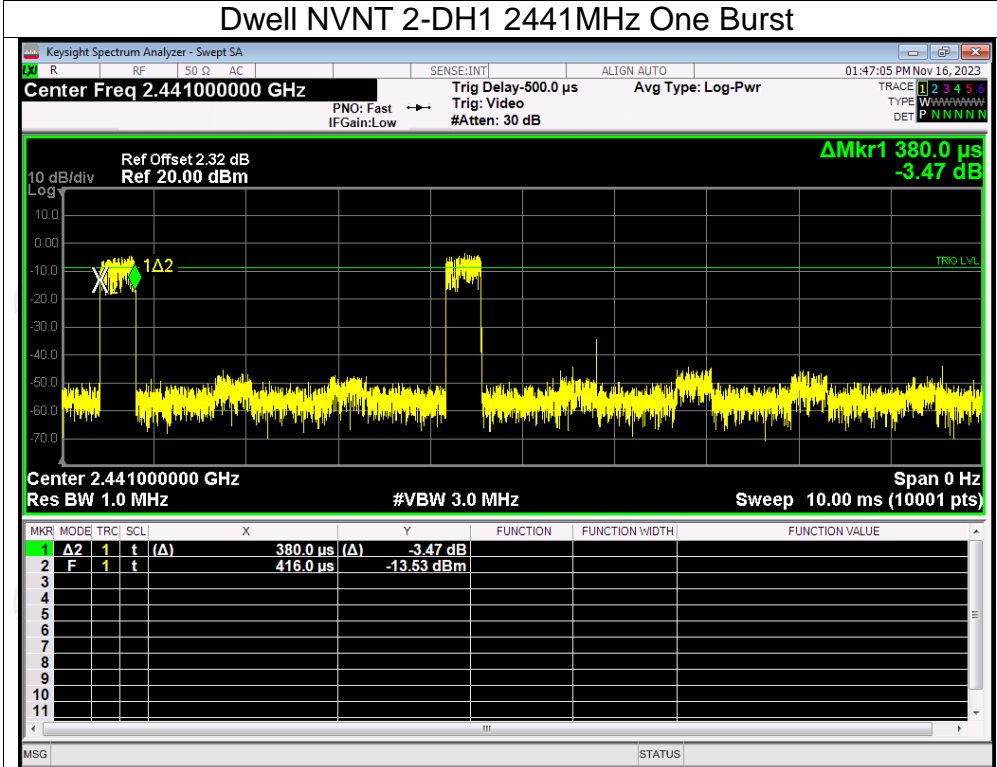 Dwell NVNT 2-DH1 2441MHz One Burst
Keysight Spectrum Analyzer - Swept SA
LXI R RF 50 Ω AC SENSE:INT ALIGN AUTO 01:47:05 PM Nov 16, 2023
Center Freq 2.441000000 GHz Trig Delay-500.0 µs Avg Type: Log-Pwr TRACE 1 2 3 4 5 6
PNO: Fast Trig: Video TYPE WWWWWW
IFGain:Low #Atten: 30 dB DET P N N N N N
ΔMkr1 380.0 µs
-3.47 dB
Ref Offset 2.32 dB
10 dB/div Ref 20.00 dBm
Log
10.0
0.00
TRIG LVL
-10.0
1Δ2
-20.0
-30.0
-40.0
-50.0
-60.0
-70.0
Center 2.441000000 GHz Span 0 Hz
Res BW 1.0 MHz #VBW 3.0 MHz Sweep 10.00 ms (10001 pts)
MKR MODE TRC SCL X Y FUNCTION FUNCTION WIDTH FUNCTION VALUE
1 Δ2 1 t (Δ) 380.0 µs (Δ) -3.47 dB
2 F 1 t 416.0 µs -13.53 dBm
3
4
5
6
7
8
9
10
11
MSG STATUS